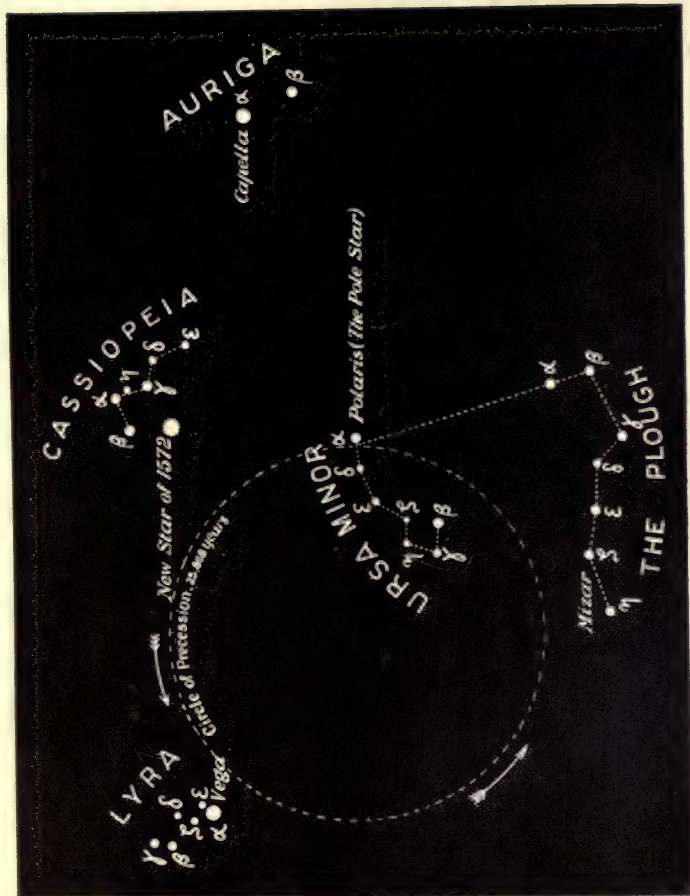 AURIGA
α
β
Capella
CASSIOPEIA
α
β
η
γ
δ
ε
New Star of 1572
Polaris (The Pole Star)
URSA MINOR
α
δ
ε
ζ
η
β
γ
Circle of Precession, years
LYRA
γ
β
δ
ζ
ε
α
Vega
THE PLOUGH
α
β
γ
δ
ε
ζ
η
Mizar